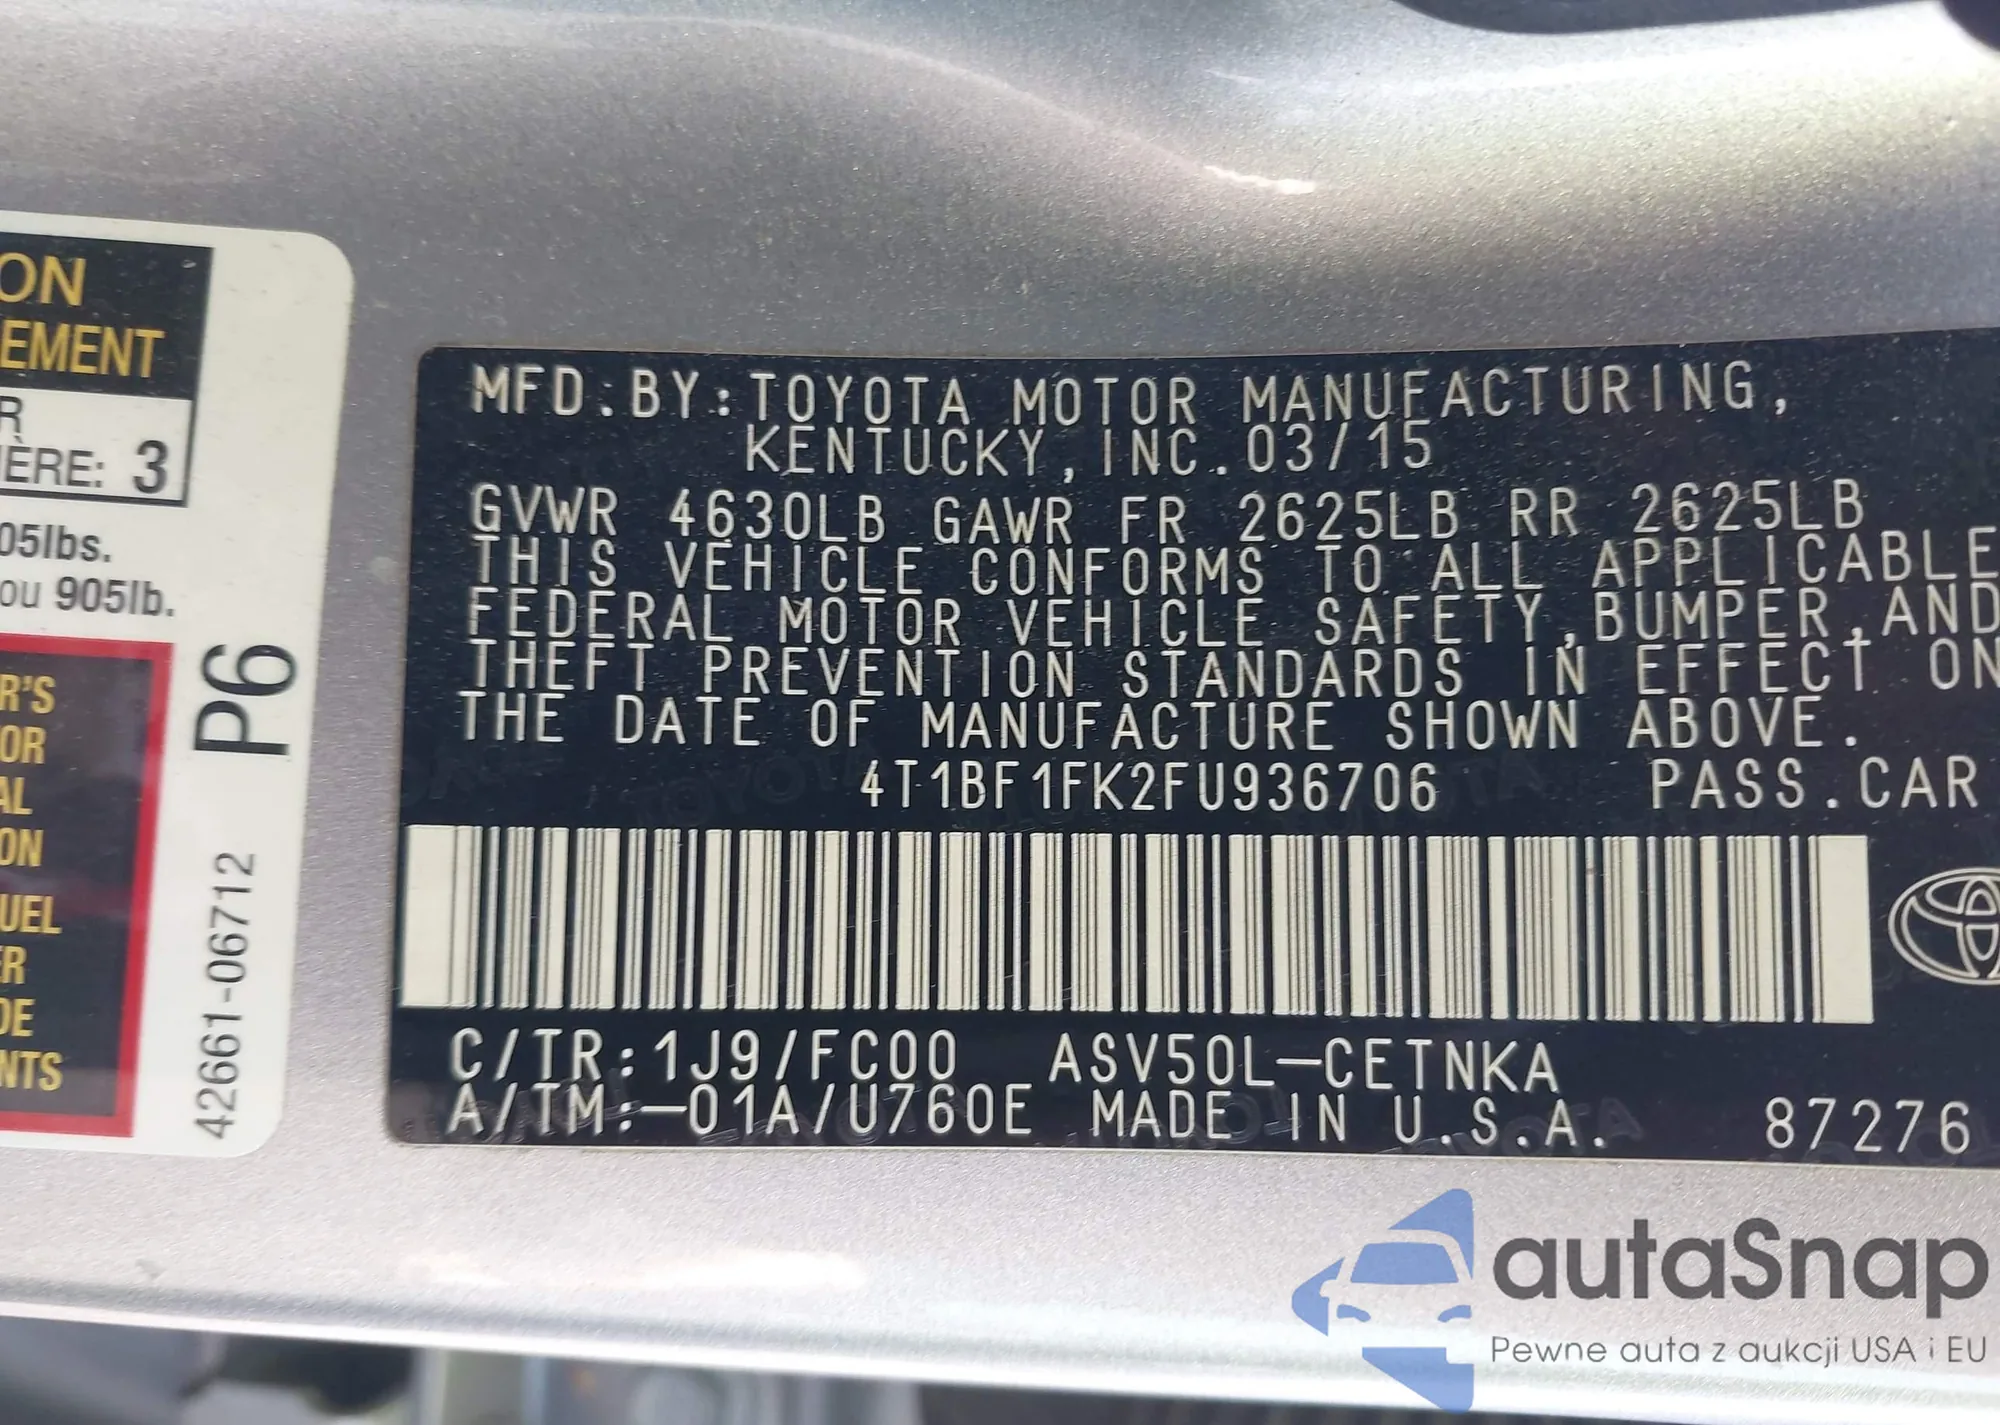 ON
EMENT
R
IÈRE: 3
05lbs.
ou 905lb.
R'S
OR
AL
ON
UEL
ER
DE
NTS
P6
42661-06712
MFD.BY:TOYOTA MOTOR MANUFACTURING,
KENTUCKY,INC.03/15
GVWR 4630LB GAWR FR 2625LB RR 2625LB
THIS VEHICLE CONFORMS TO ALL APPLICABLE
FEDERAL MOTOR VEHICLE SAFETY,BUMPER,AND
THEFT PREVENTION STANDARDS IN EFFECT ON
THE DATE OF MANUFACTURE SHOWN ABOVE.
4T1BF1FK2FU936706 PASS.CAR
C/TR:1J9/FC00 ASV50L-CETNKA
A/TM:-01A/U760E MADE IN U.S.A. 87276
autaSnap
Pewne auta z aukcji USA i EU